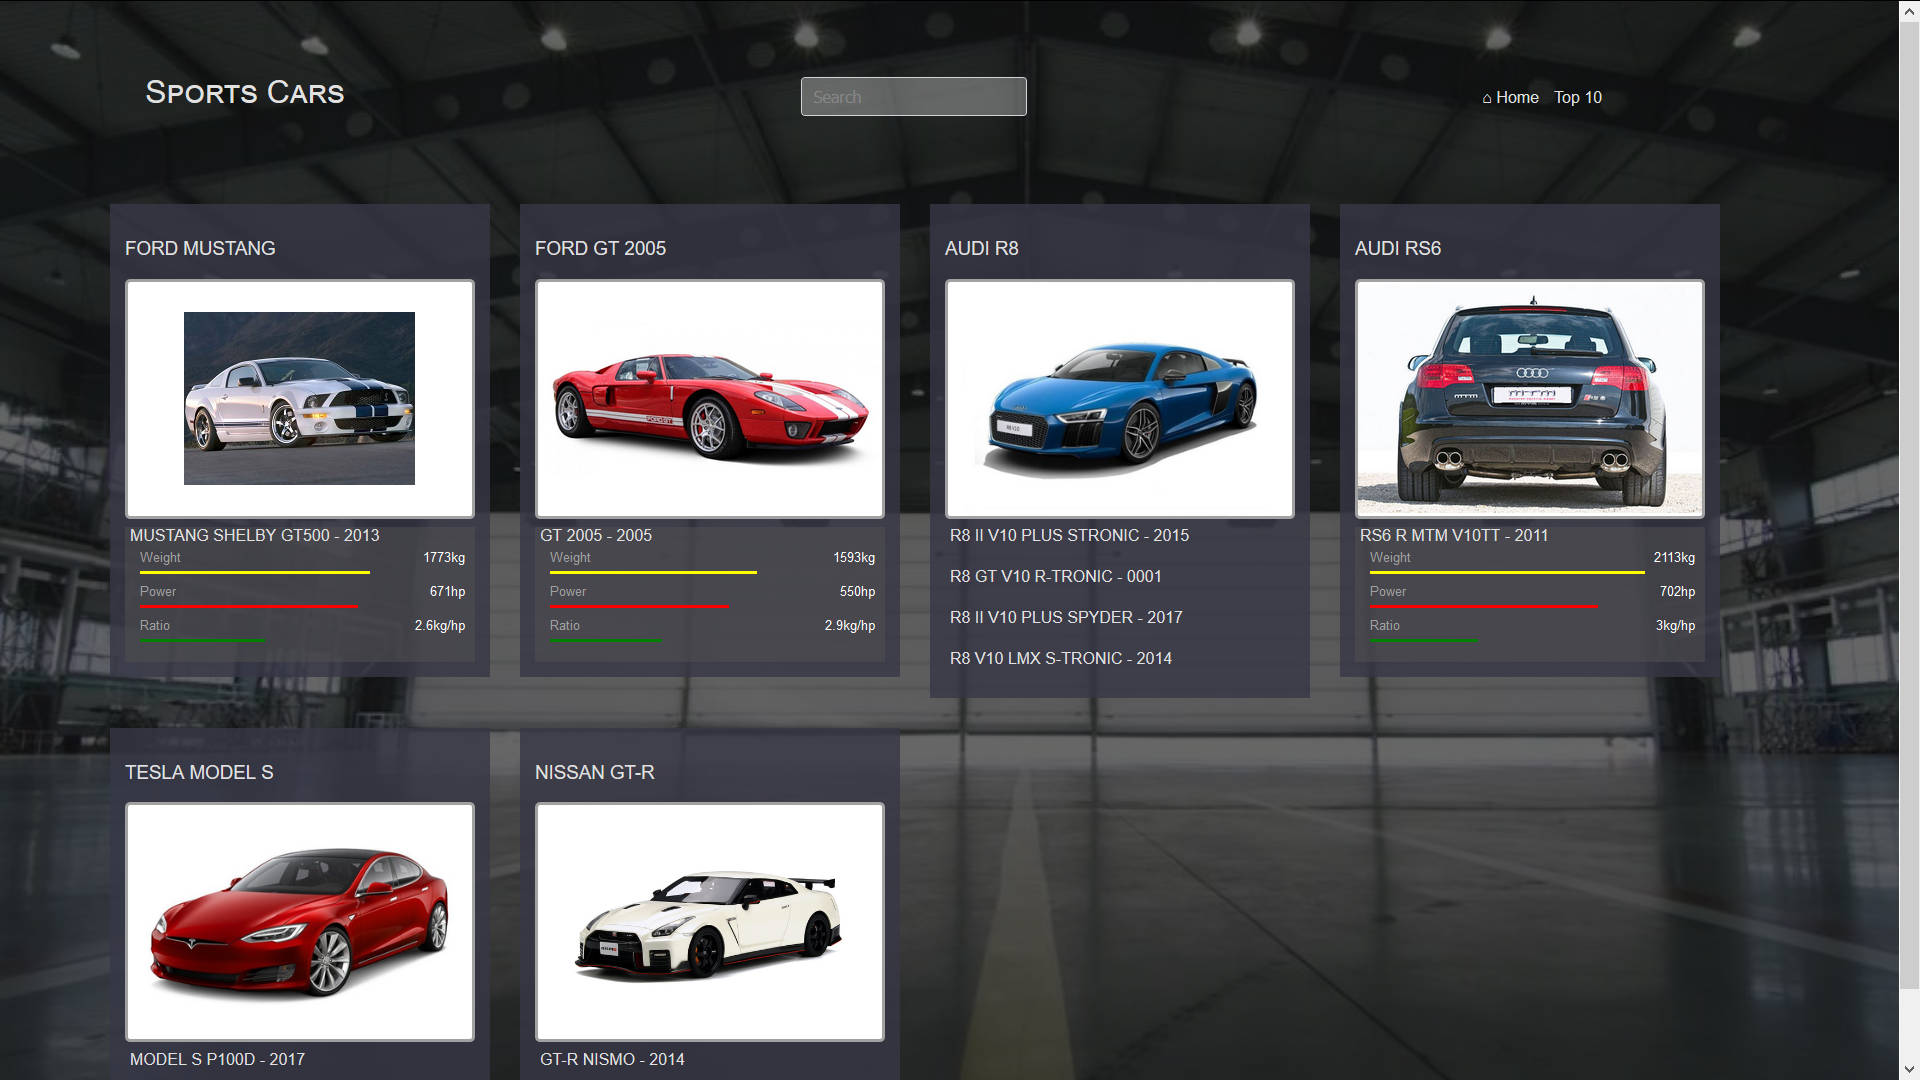 Sports Cars
Search
⌂ Home Top 10
FORD MUSTANG
MUSTANG SHELBY GT500 - 2013
Weight 1773kg
Power 671hp
Ratio 2.6kg/hp
FORD GT 2005
GT 2005 - 2005
Weight 1593kg
Power 550hp
Ratio 2.9kg/hp
AUDI R8
R8 II V10 PLUS STRONIC - 2015
R8 GT V10 R-TRONIC - 0001
R8 II V10 PLUS SPYDER - 2017
R8 V10 LMX S-TRONIC - 2014
AUDI RS6
RS6 R MTM V10TT - 2011
Weight 2113kg
Power 702hp
Ratio 3kg/hp
TESLA MODEL S
MODEL S P100D - 2017
NISSAN GT-R
GT-R NISMO - 2014